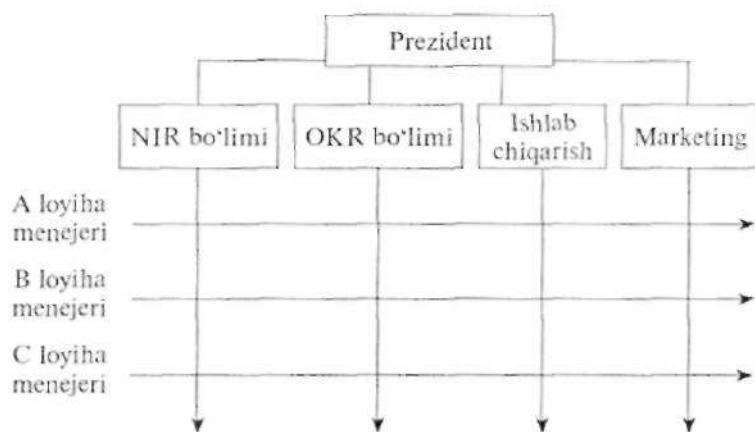 Prezident
NIR bo‘limi
OKR bo‘limi
Ishlab
chiqarish
Marketing
A loyiha
menejeri
B loyiha
menejeri
C loyiha
menejeri